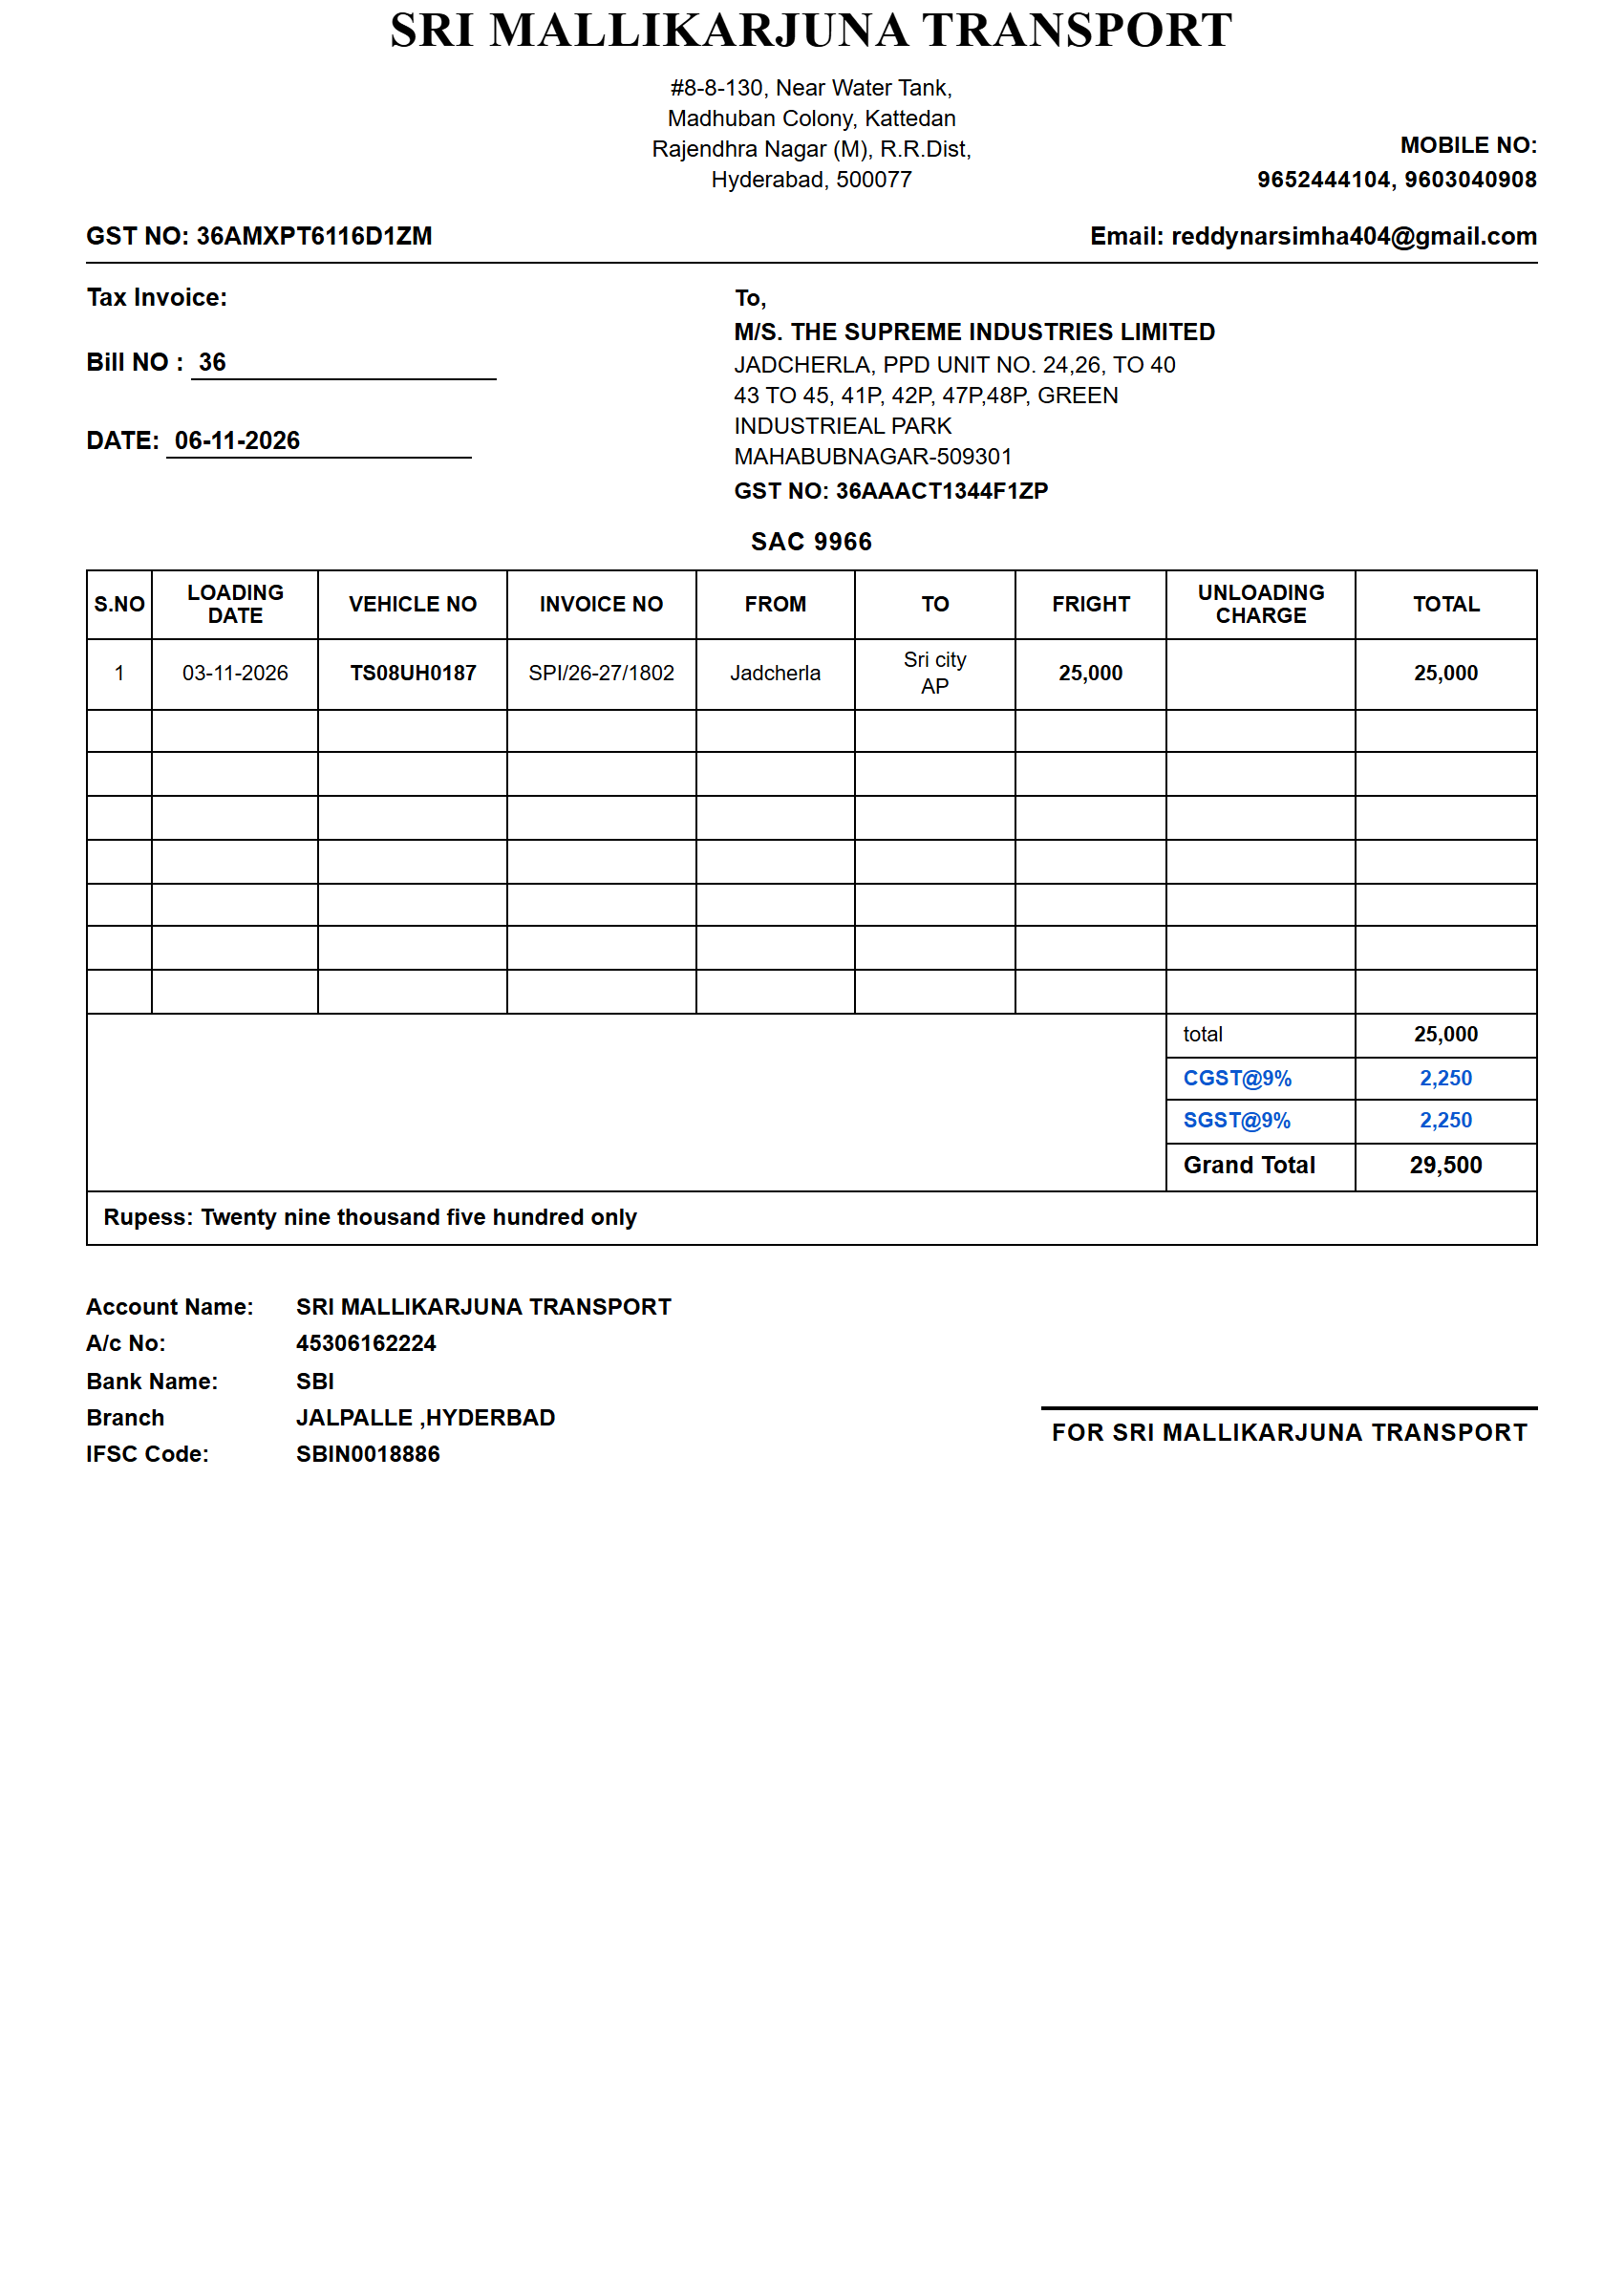 SRI MALLIKARJUNA TRANSPORT
#8-8-130, Near Water Tank,
Madhuban Colony, Kattedan
Rajendhra Nagar (M), R.R.Dist,
Hyderabad, 500077
MOBILE NO:
9652444104, 9603040908
GST NO: 36AMXPT6116D1ZM
Email: reddynarsimha404@gmail.com
Tax Invoice:
Bill NO : 36
DATE: 06-11-2026
To,
M/S. THE SUPREME INDUSTRIES LIMITED
JADCHERLA, PPD UNIT NO. 24,26, TO 40
43 TO 45, 41P, 42P, 47P,48P, GREEN
INDUSTRIEAL PARK
MAHABUBNAGAR-509301
GST NO: 36AAACT1344F1ZP
SAC 9966
S.NO LOADING DATE VEHICLE NO INVOICE NO FROM TO FRIGHT UNLOADING CHARGE TOTAL
1 03-11-2026 TS08UH0187 SPI/26-27/1802 Jadcherla Sri city AP 25,000 25,000
total 25,000
CGST@9% 2,250
SGST@9% 2,250
Grand Total 29,500
Rupess: Twenty nine thousand five hundred only
Account Name: SRI MALLIKARJUNA TRANSPORT
A/c No: 45306162224
Bank Name: SBI
Branch JALPALLE ,HYDERBAD
IFSC Code: SBIN0018886
FOR SRI MALLIKARJUNA TRANSPORT